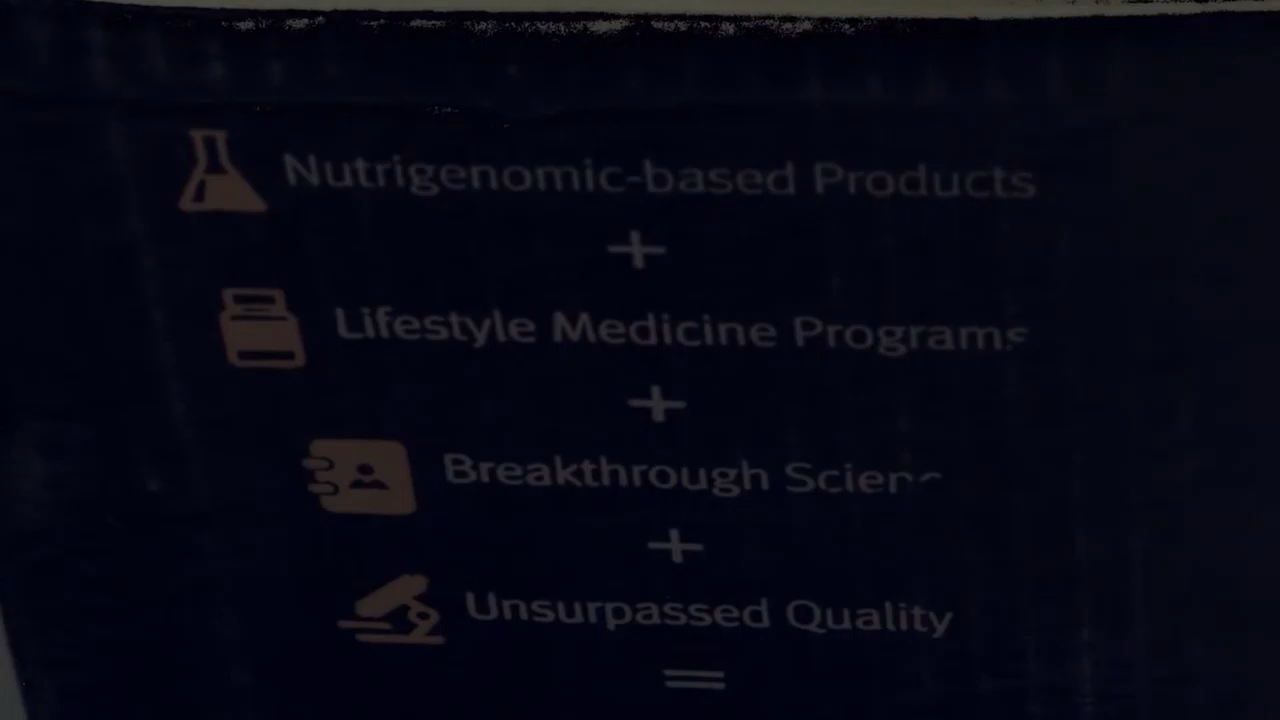 Nutrigenomic-based Products
+
Lifestyle Medicine Programs
+
Breakthrough
+
Unsurpassed Quality
=